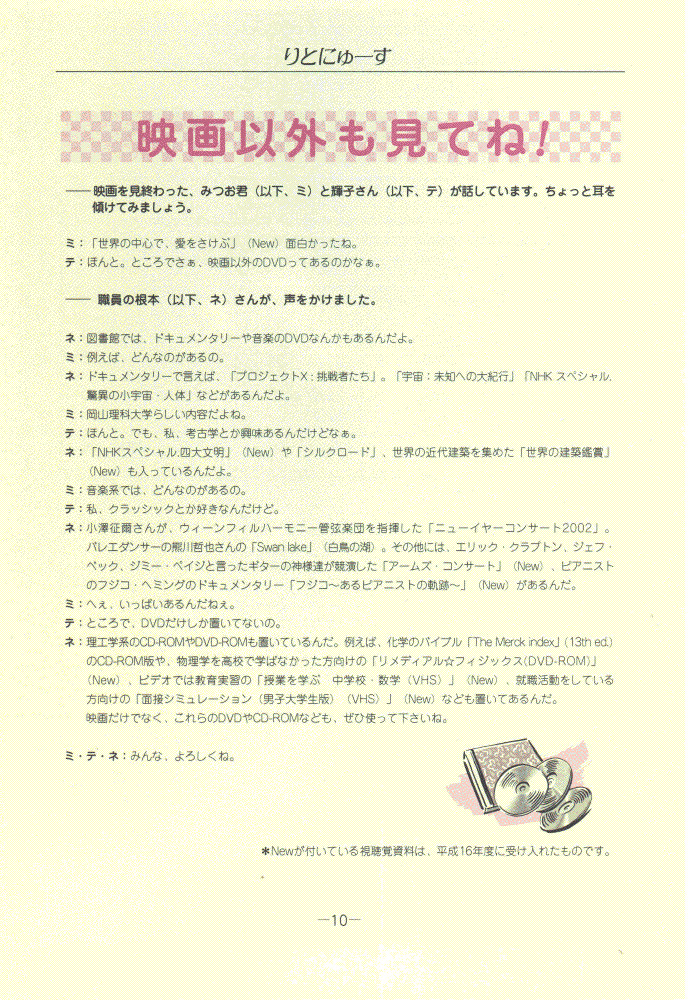 りとにゅーす
映画以外も見てね!
── 映画を見終わった、みつお君（以下、ミ）と輝子さん（以下、テ）が話しています。ちょっと耳を
傾けてみましょう。
ミ：「世界の中心で、愛をさけぶ」（New）面白かったね。
テ：ほんと。ところでさぁ、映画以外のDVDってあるのかなぁ。
── 職員の根本（以下、ネ）さんが、声をかけました。
ネ：図書館では、ドキュメンタリーや音楽のDVDなんかもあるんだよ。
ミ：例えば、どんなのがあるの。
ネ：ドキュメンタリーで言えば、「プロジェクトX : 挑戦者たち」。「宇宙：未知への大紀行」「NHK スペシャル.
驚異の小宇宙・人体」などがあるんだよ。
ミ：岡山理科大学らしい内容だよね。
テ：ほんと。でも、私、考古学とか興味あるんだけどなぁ。
ネ：「NHKスペシャル.四大文明」（New）や「シルクロード」、世界の近代建築を集めた「世界の建築鑑賞」
（New）も入っているんだよ。
ミ：音楽系では、どんなのがあるの。
テ：私、クラッシックとか好きなんだけど。
ネ：小澤征爾さんが、ウィーンフィルハーモニー管弦楽団を指揮した「ニューイヤーコンサート2002」。
バレエダンサーの熊川哲也さんの「Swan lake」（白鳥の湖）。その他には、エリック・クラプトン、ジェフ・
ベック、ジミー・ペイジと言ったギターの神様達が競演した「アームズ・コンサート」（New）、ピアニスト
のフジコ・ヘミングのドキュメンタリー「フジコ～あるピアニストの軌跡～」（New）があるんだ。
ミ：へぇ、いっぱいあるんだねぇ。
テ：ところで、DVDだけしか置いてないの。
ネ：理工学系のCD-ROMやDVD-ROMも置いているんだ。例えば、化学のバイブル「The Merck index」（13th ed.）
のCD-ROM版や、物理学を高校で学ばなかった方向けの「リメディアル☆フィジックス(DVD-ROM)」
（New）、ビデオでは教育実習の「授業を学ぶ　中学校・数学（VHS）」（New）、就職活動をしている
方向けの「面接シミュレーション（男子大学生版）（VHS）」（New）なども置いてあるんだ。
映画だけでなく、これらのDVDやCD-ROMなども、ぜひ使って下さいね。
ミ・テ・ネ：みんな、よろしくね。
＊Newが付いている視聴覚資料は、平成16年度に受け入れたものです。
—10—